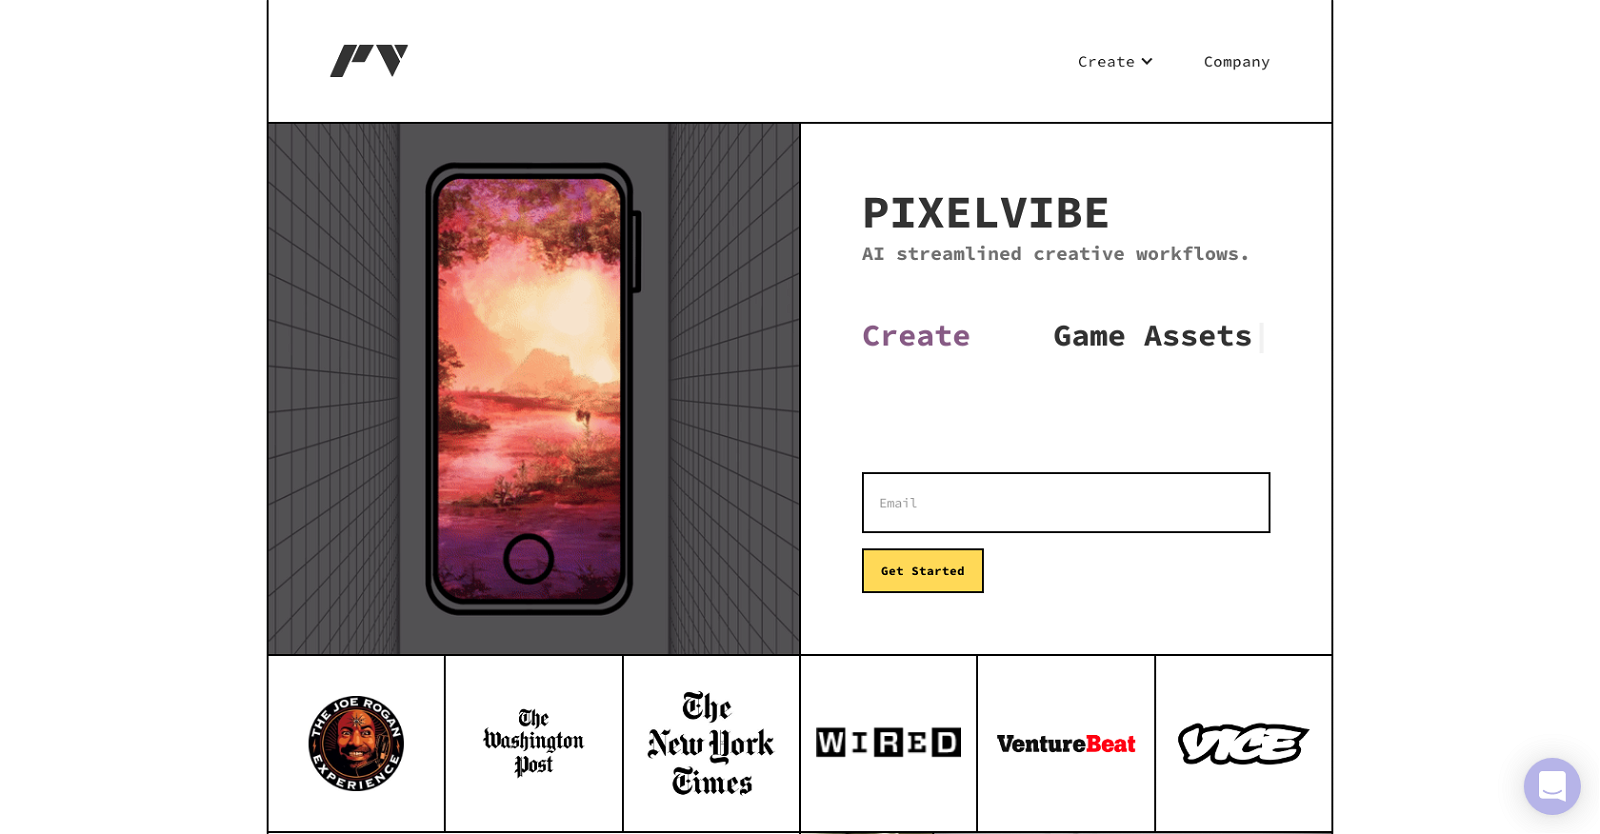 Create
Company
PIXELVIBE
AI streamlined creative workflows.
Create Game Assets
Email
Get Started
THE JOE ROGAN
EXPERIENCE
The
Washington
Post
The
New York
Times
WIRED
VentureBeat
VICE